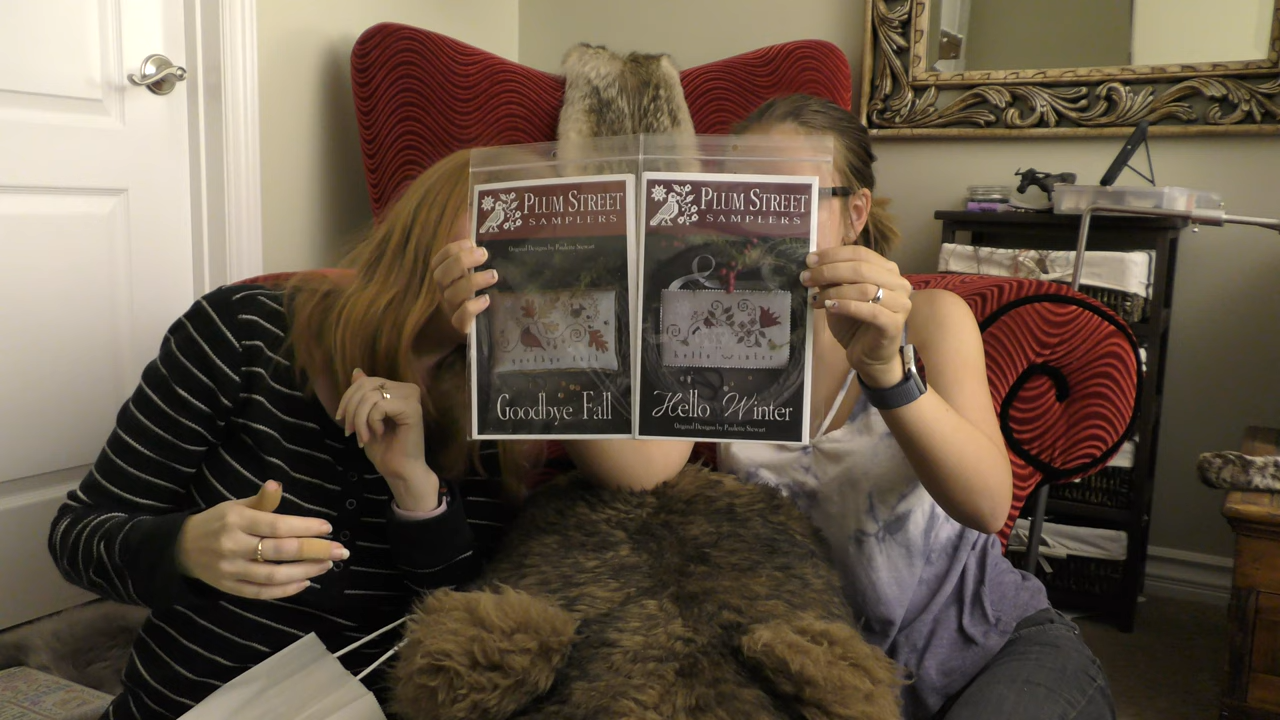 PLUM STREET
SAMPLERS
Original Designs by Paulette Stewart
goodbye fall
Goodbye Fall
PLUM STREET
SAMPLERS
hello winter
Hello Winter
Original Designs by Paulette Stewart